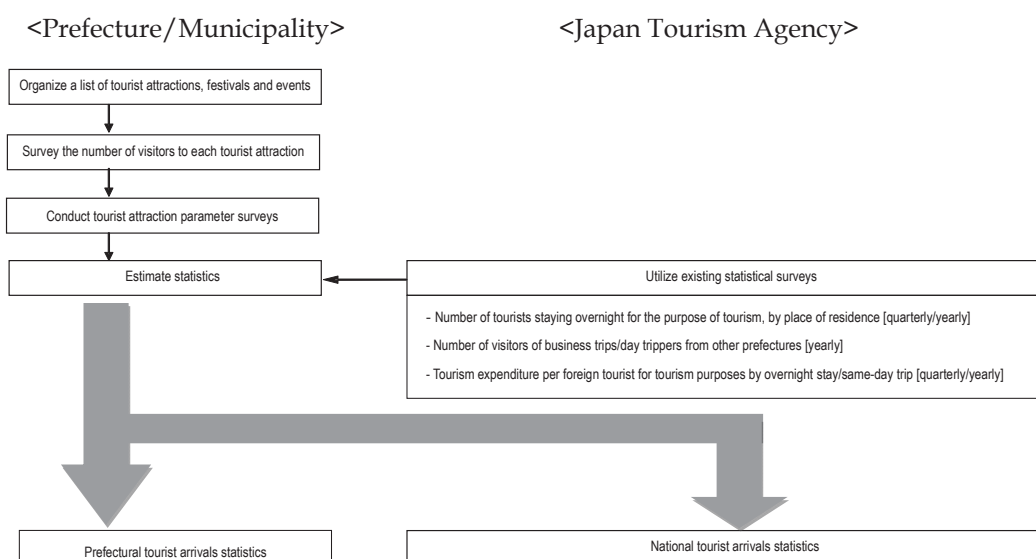 <Prefecture/Municipality>
<Japan Tourism Agency>
Organize a list of tourist attractions, festivals and events
Survey the number of visitors to each tourist attraction
Conduct tourist attraction parameter surveys
Estimate statistics
Utilize existing statistical surveys
- Number of tourists staying overnight for the purpose of tourism, by place of residence [quarterly/yearly]
- Number of visitors of business trips/day trippers from other prefectures [yearly]
- Tourism expenditure per foreign tourist for tourism purposes by overnight stay/same-day trip [quarterly/yearly]
Prefectural tourist arrivals statistics
National tourist arrivals statistics